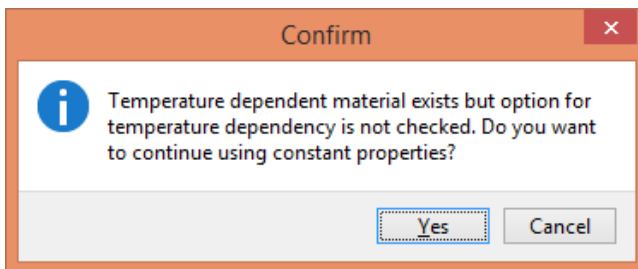 Confirm
Temperature dependent material exists but option for
temperature dependency is not checked. Do you want
to continue using constant properties?
Yes
Cancel